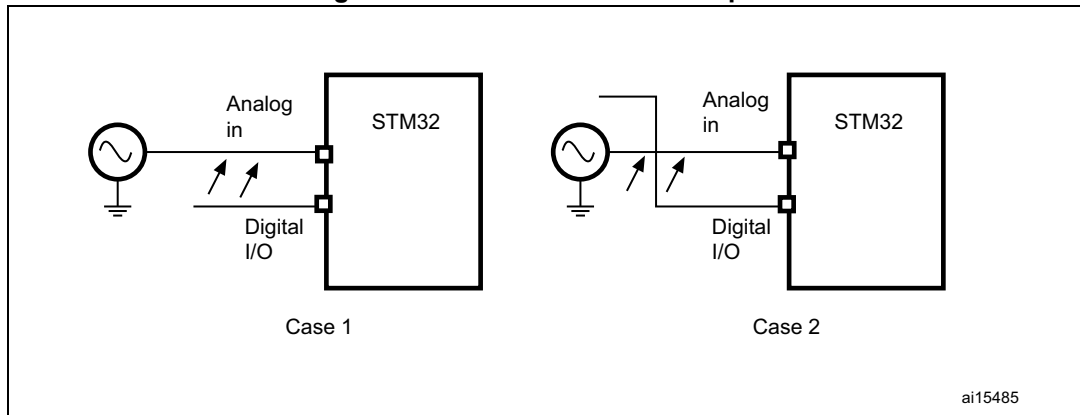 Analog
in
STM32
Digital
I/O
Case 1
Analog
in
STM32
Digital
I/O
Case 2
ai15485